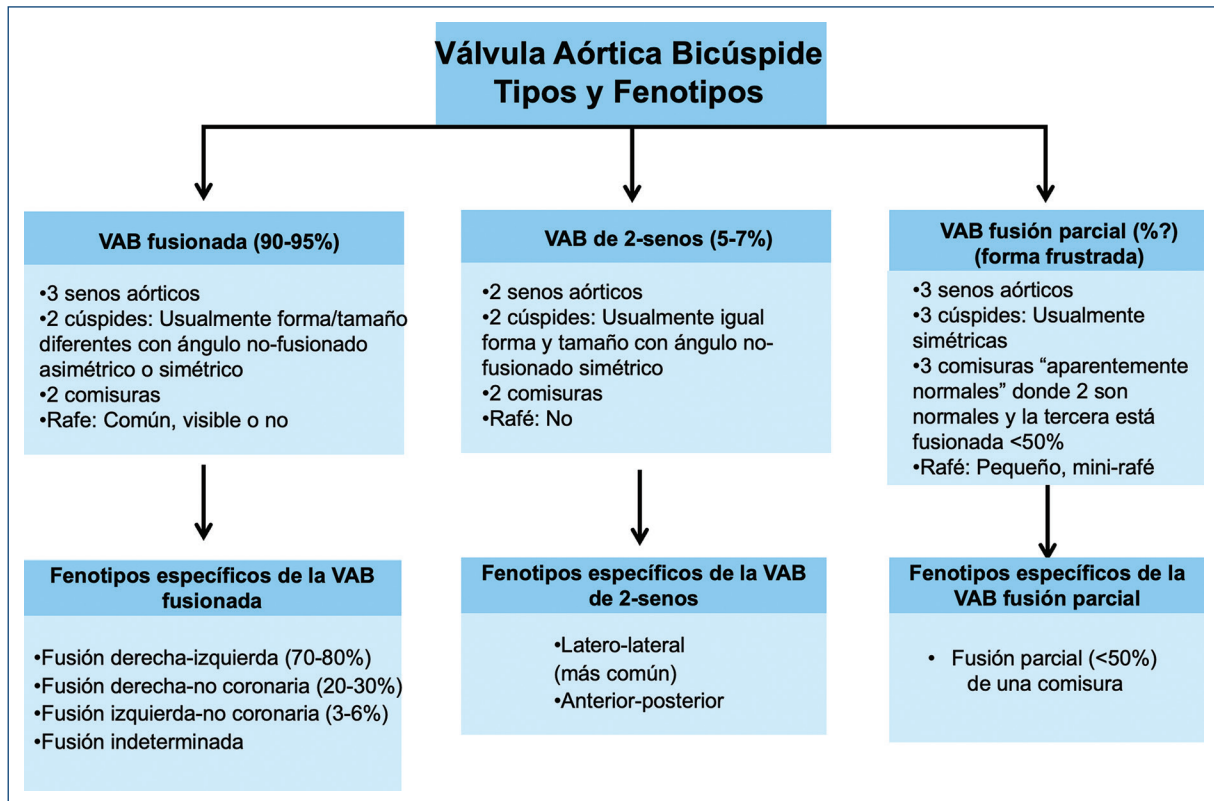 Válvula Aórtica Bicúspide
Tipos y Fenotipos
VAB fusionada (90-95%)
•3 senos aórticos
•2 cúspides: Usualmente forma/tamaño
diferentes con ángulo no-fusionado
asimétrico o simétrico
•2 comisuras
•Rafe: Común, visible o no
VAB de 2-senos (5-7%)
•2 senos aórticos
•2 cúspides: Usualmente igual
forma y tamaño con ángulo no-
fusionado simétrico
•2 comisuras
•Rafé: No
VAB fusión parcial (%?)
(forma frustrada)
•3 senos aórticos
•3 cúspides: Usualmente
simétricas
•3 comisuras “aparentemente
normales” donde 2 son
normales y la tercera está
fusionada <50%
•Rafé: Pequeño, mini-rafé
Fenotipos específicos de la VAB
fusionada
•Fusión derecha-izquierda (70-80%)
•Fusión derecha-no coronaria (20-30%)
•Fusión izquierda-no coronaria (3-6%)
•Fusión indeterminada
Fenotipos específicos de la VAB
de 2-senos
•Latero-lateral
(más común)
•Anterior-posterior
Fenotipos específicos de la
VAB fusión parcial
• Fusión parcial (<50%)
de una comisura